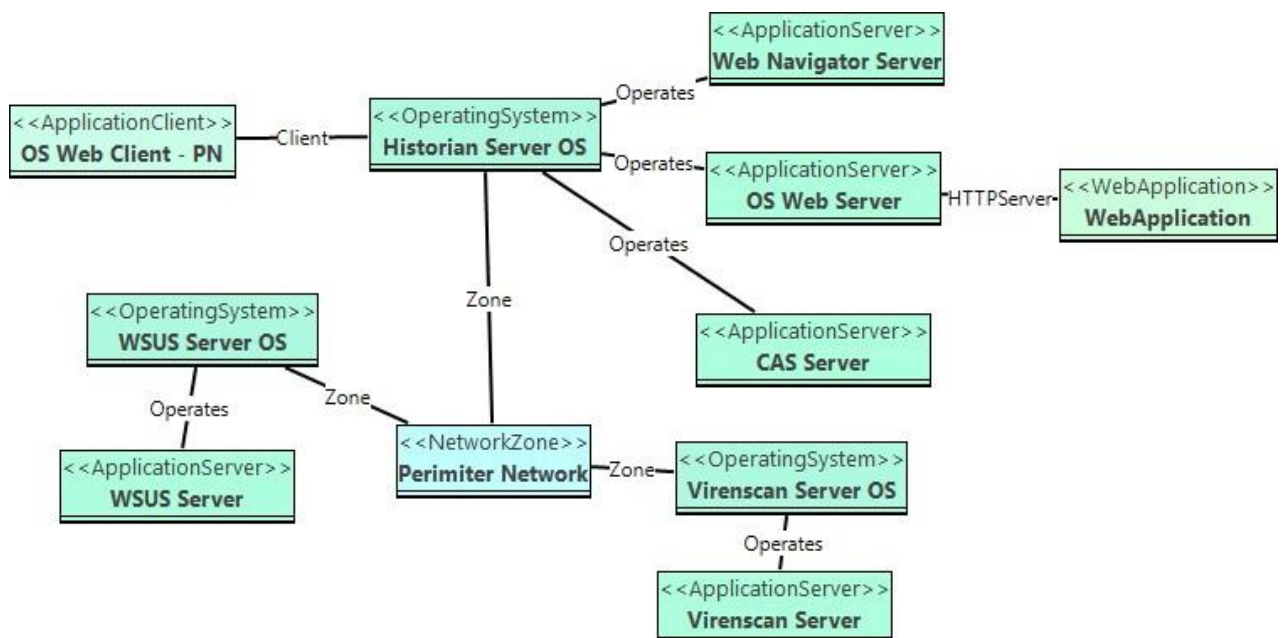 <<ApplicationServer>>
Web Navigator Server
Operates
<<ApplicationClient>>
OS Web Client - PN
Client
<<OperatingSystem>>
Historian Server OS
Operates
<<ApplicationServer>>
OS Web Server
HTTPServer
<<WebApplication>>
WebApplication
Operates
Zone
<<OperatingSystem>>
WSUS Server OS
<<ApplicationServer>>
CAS Server
Zone
Operates
<<NetworkZone>>
Perimiter Network
Zone
<<OperatingSystem>>
Virenscan Server OS
<<ApplicationServer>>
WSUS Server
Operates
<<ApplicationServer>>
Virenscan Server